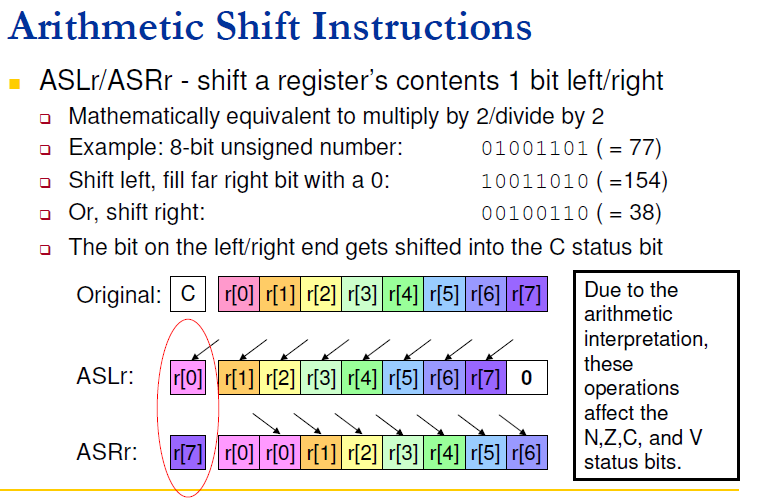 Arithmetic Shift Instructions
ASLr/ASRr - shift a register's contents 1 bit left/right
Mathematically equivalent to multiply by 2/divide by 2
Example: 8-bit unsigned number: 01001101 ( = 77)
Shift left, fill far right bit with a 0: 10011010 ( =154)
Or, shift right: 00100110 ( = 38)
The bit on the left/right end gets shifted into the C status bit
Original: C r[0] r[1] r[2] r[3] r[4] r[5] r[6] r[7]
ASLr: r[0] r[1] r[2] r[3] r[4] r[5] r[6] r[7] 0
ASRr: r[7] r[0] r[0] r[1] r[2] r[3] r[4] r[5] r[6]
Due to the
arithmetic
interpretation,
these
operations
affect the
N,Z,C, and V
status bits.